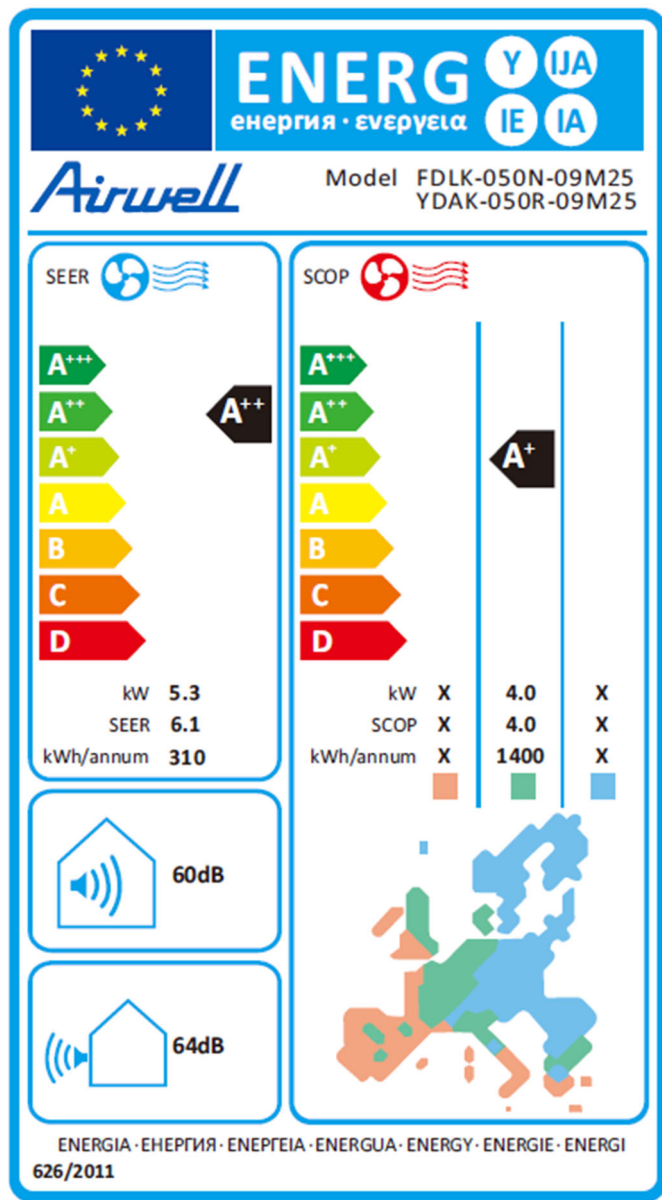 ENERG Y IJA
енергия · ενεργεια IE IA
Airwell
Model FDLK-050N-09M25
YDAK-050R-09M25
SEER
A+++
A++
A+
A
B
C
D
A++
kW 5.3
SEER 6.1
kWh/annum 310
SCOP
A+++
A++
A+
A
B
C
D
A+
kW X 4.0 X
SCOP X 4.0 X
kWh/annum X 1400 X
60dB
64dB
ENERGIA · ЕНЕРГИЯ · ΕΝΕΡΓΕΙΑ · ENERGIJA · ENERGY · ENERGIE · ENERGI
626/2011